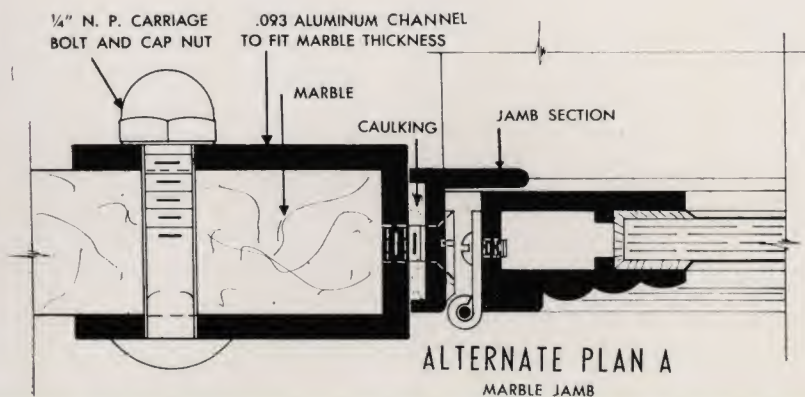 ¼" N. P. CARRIAGE
BOLT AND CAP NUT
.093 ALUMINUM CHANNEL
TO FIT MARBLE THICKNESS
MARBLE
CAULKING
JAMB SECTION
ALTERNATE PLAN A
MARBLE JAMB